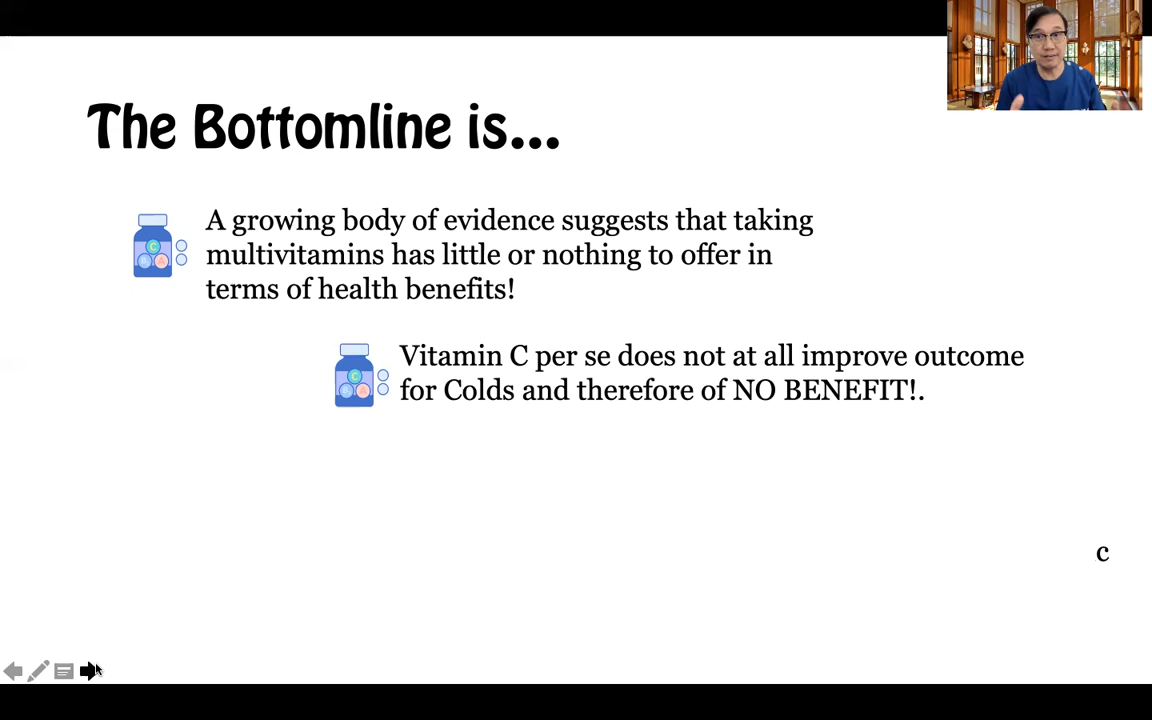 The Bottomline is...
A growing body of evidence suggests that taking
multivitamins has little or nothing to offer in
terms of health benefits!
Vitamin C per se does not at all improve outcome
for Colds and therefore of NO BENEFIT!.
c